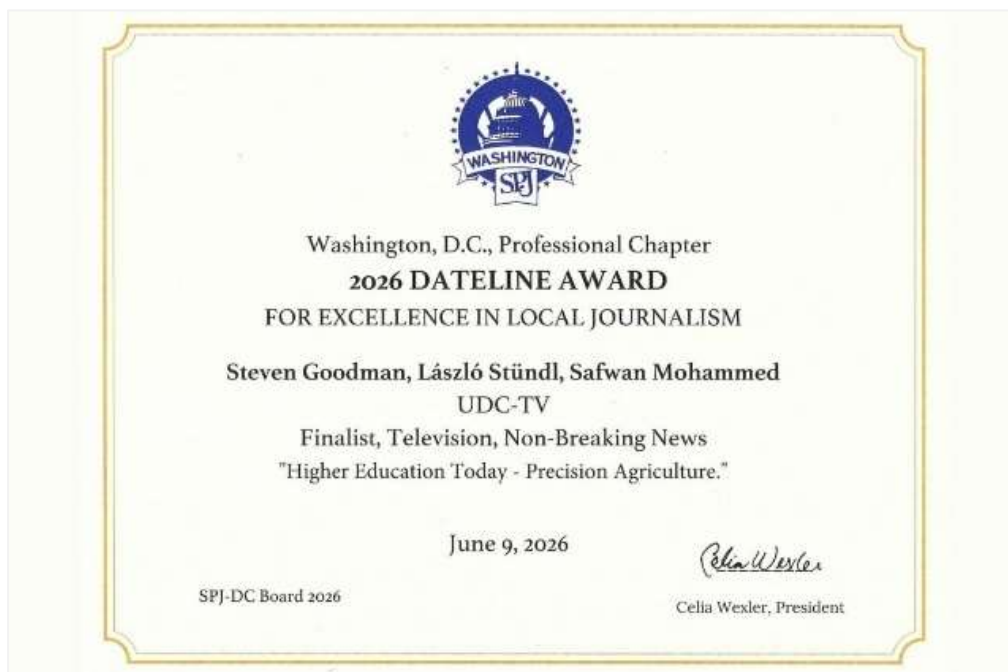 WASHINGTON
SPJ
Washington, D.C., Professional Chapter
2026 DATELINE AWARD
FOR EXCELLENCE IN LOCAL JOURNALISM
Steven Goodman, László Stündl, Safwan Mohammed
UDC-TV
Finalist, Television, Non-Breaking News
"Higher Education Today - Precision Agriculture."
June 9, 2026
Celia Wexler
SPJ-DC Board 2026
Celia Wexler, President